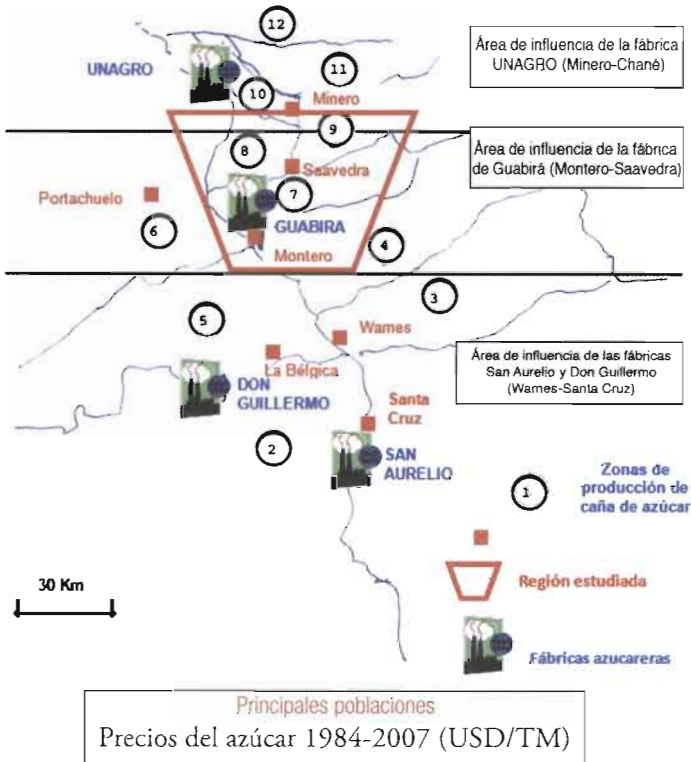 12
Área de influencia de la fábrica
UNAGRO (Minero-Chané)
UNAGRO
11
10
Minero
9
Área de influencia de la fábrica
de Guabirá (Montero-Saavedra)
8
Saavedra
Portachuelo
7
6
GUABIRA
4
Montero
3
5
Wames
Área de influencia de las fábricas
San Aurelio y Don Guillermo
(Wames-Santa Cruz)
La Bélgica
DON
GUILLERMO
Santa
Cruz
2
SAN
AURELIO
1
Zonas de
producción de
caña de azúcar
30 Km
Región estudiada
Fábricas azucareras
Principales poblaciones
Precios del azúcar 1984-2007 (USD/TM)